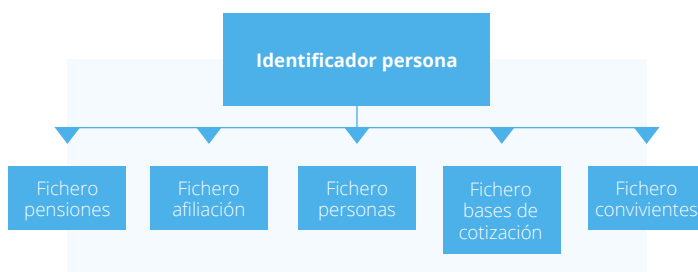 Identificador persona
Fichero
pensiones
Fichero
afiliación
Fichero
personas
Fichero
bases de
cotización
Fichero
convivientes